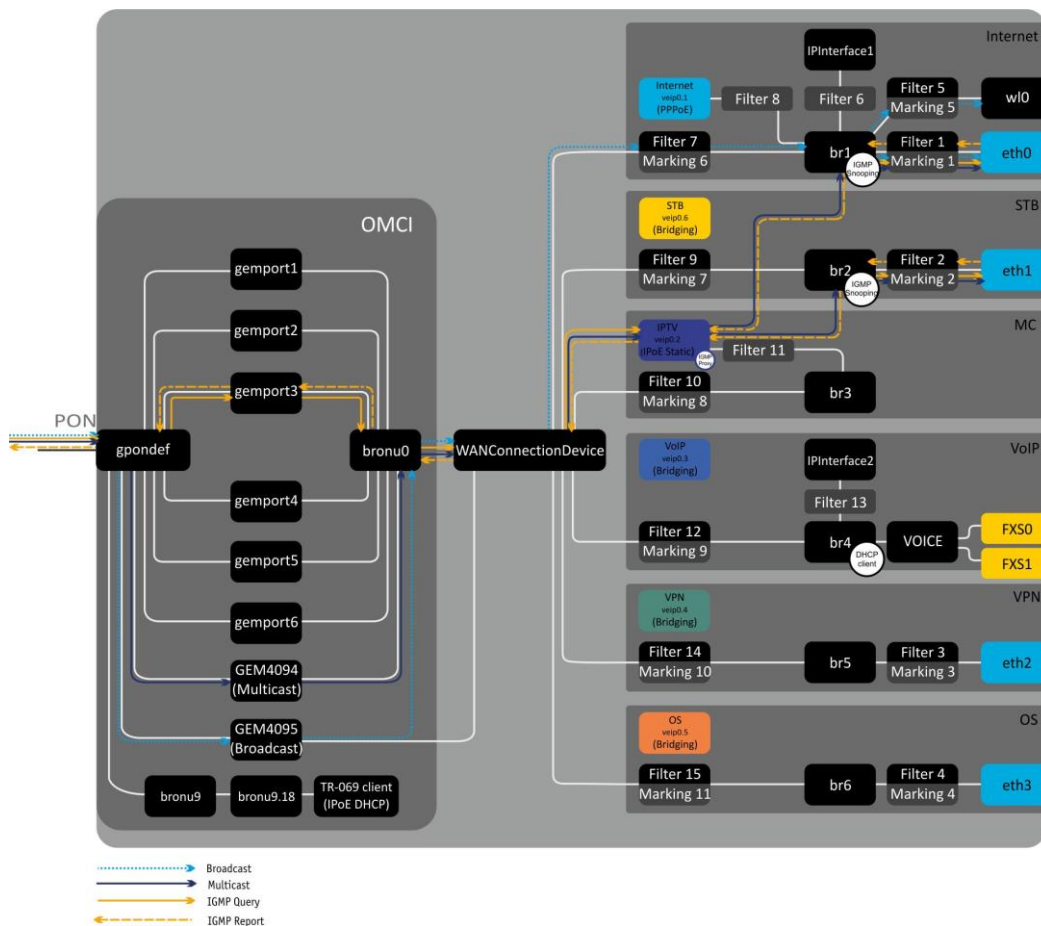 Internet
IPInterface1
Internet
veip0.1
(PPPoE)
Filter 8
Filter 6
Filter 5
Marking 5
wl0
Filter 7
Marking 6
br1
IGMP
Snooping
Filter 1
Marking 1
eth0
STB
STB
veip0.6
(Bridging)
Filter 9
Marking 7
br2
IGMP
Snooping
Filter 2
Marking 2
eth1
MC
IPTV
veip0.2
(IPoE Static)
IGMP
Proxy
Filter 11
Filter 10
Marking 8
br3
VoIP
VoIP
veip0.3
(Bridging)
IPInterface2
Filter 13
Filter 12
Marking 9
br4
DHCP
client
VOICE
FXS0
FXS1
VPN
VPN
veip0.4
(Bridging)
Filter 14
Marking 10
br5
Filter 3
Marking 3
eth2
OS
OS
veip0.5
(Bridging)
Filter 15
Marking 11
br6
Filter 4
Marking 4
eth3
OMCI
gemport1
gemport2
gemport3
PON
gpondef
bronu0
WANConnectionDevice
gemport4
gemport5
gemport6
GEM4094
(Multicast)
GEM4095
(Broadcast)
bronu9
bronu9.18
TR-069 client
(IPoE DHCP)
Broadcast
Multicast
IGMP Query
IGMP Report